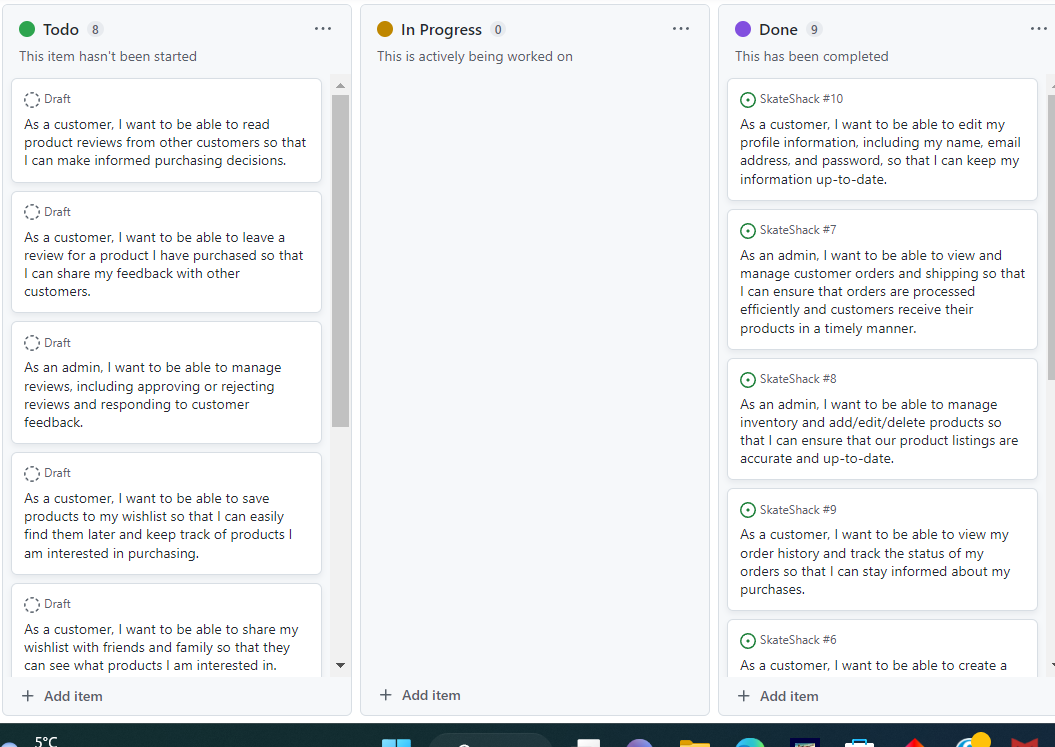 Todo 8
This item hasn't been started
Draft
As a customer, I want to be able to read
product reviews from other customers so that
I can make informed purchasing decisions.
Draft
As a customer, I want to be able to leave a
review for a product I have purchased so that
I can share my feedback with other
customers.
Draft
As an admin, I want to be able to manage
reviews, including approving or rejecting
reviews and responding to customer
feedback.
Draft
As a customer, I want to be able to save
products to my wishlist so that I can easily
find them later and keep track of products I
am interested in purchasing.
Draft
As a customer, I want to be able to share my
wishlist with friends and family so that they
can see what products I am interested in.
+ Add item
In Progress 0
This is actively being worked on
+ Add item
Done 9
This has been completed
SkateShack #10
As a customer, I want to be able to edit my
profile information, including my name, email
address, and password, so that I can keep my
information up-to-date.
SkateShack #7
As an admin, I want to be able to view and
manage customer orders and shipping so that
I can ensure that orders are processed
efficiently and customers receive their
products in a timely manner.
SkateShack #8
As an admin, I want to be able to manage
inventory and add/edit/delete products so
that I can ensure that our product listings are
accurate and up-to-date.
SkateShack #9
As a customer, I want to be able to view my
order history and track the status of my
orders so that I can stay informed about my
purchases.
SkateShack #6
As a customer, I want to be able to create a
+ Add item
5°C